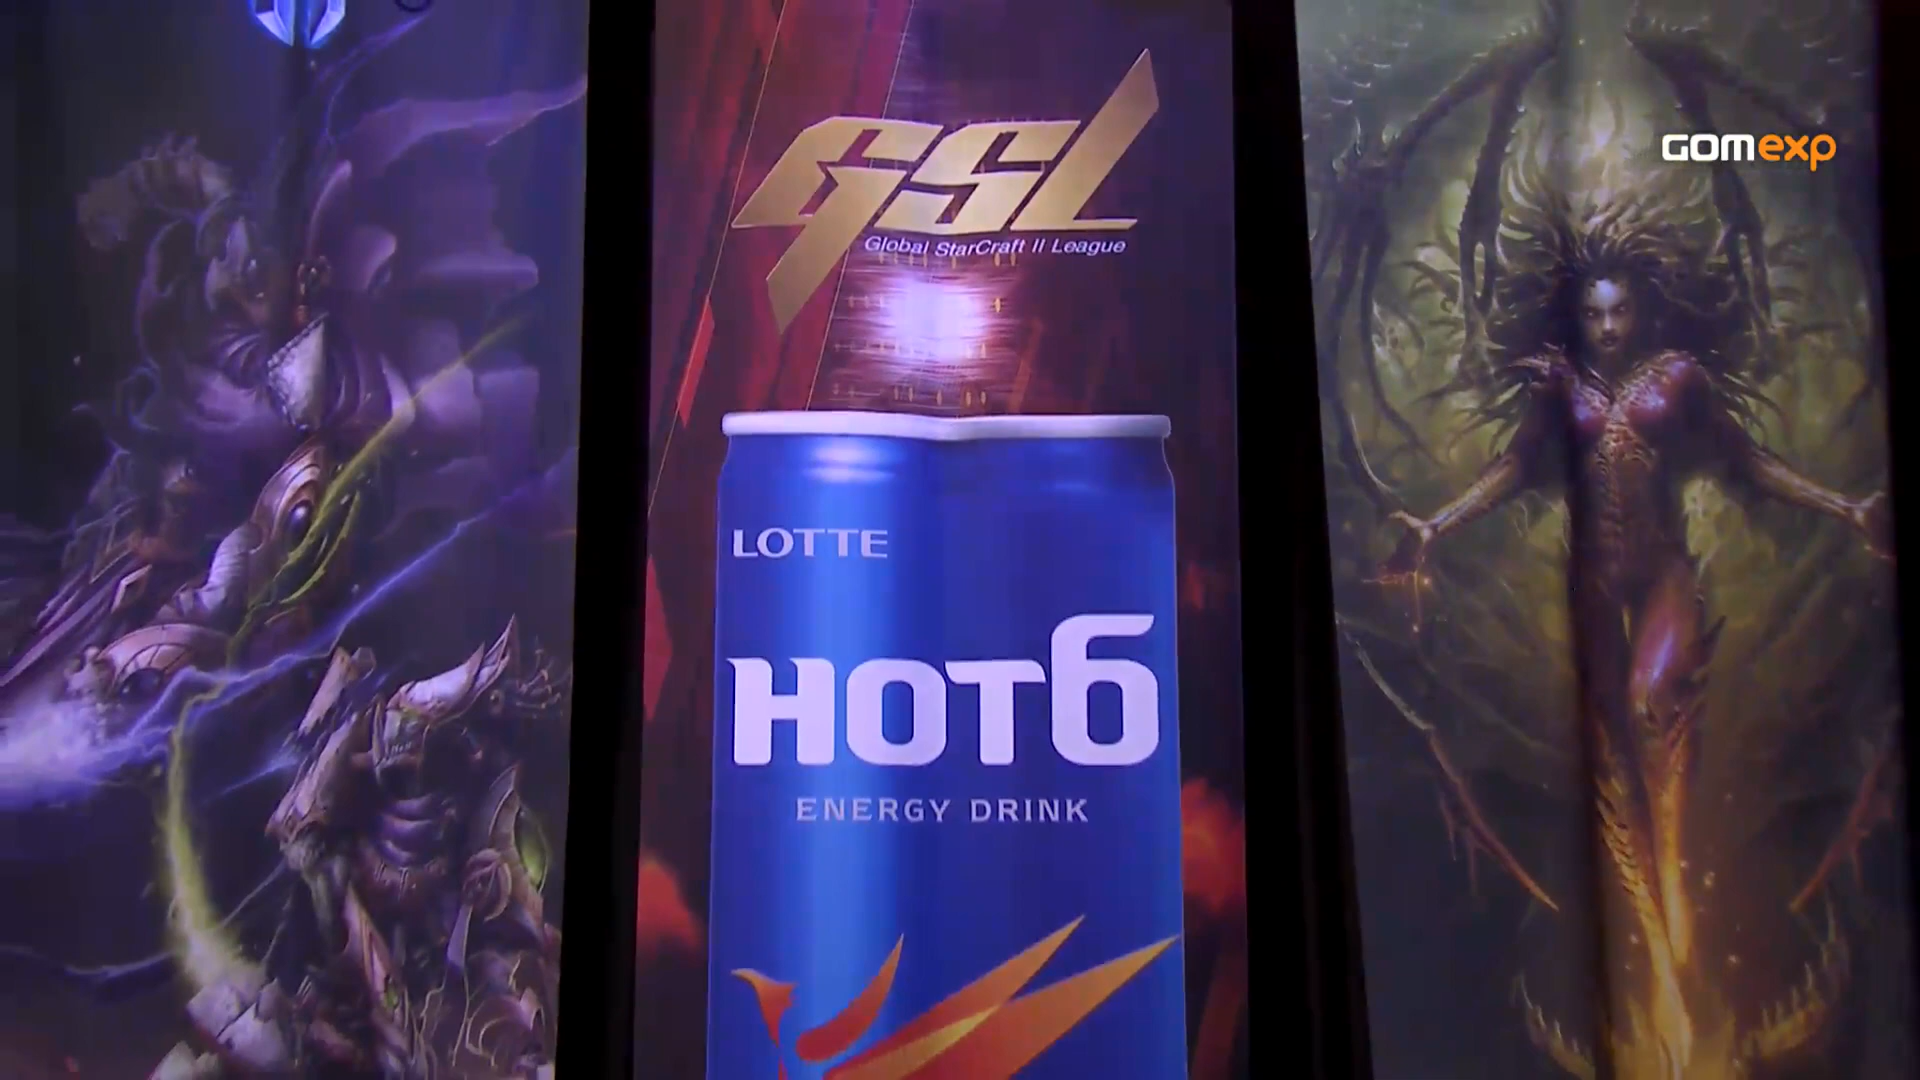 GSL
Global StarCraft II League
GOMexp
LOTTE
HOT6
ENERGY DRINK